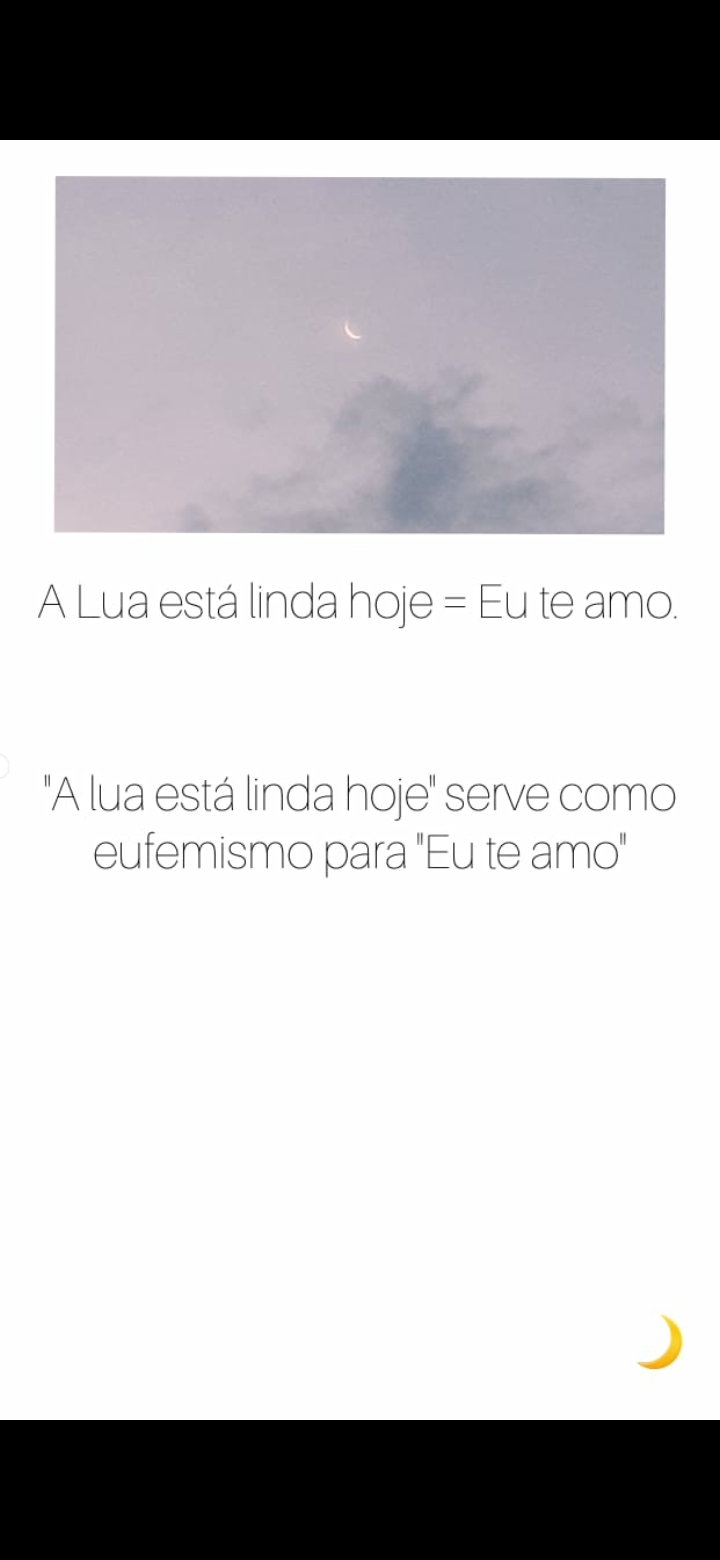 A Lua está linda hoje = Eu te amo.
"A lua está linda hoje" serve como
eufemismo para "Eu te amo"